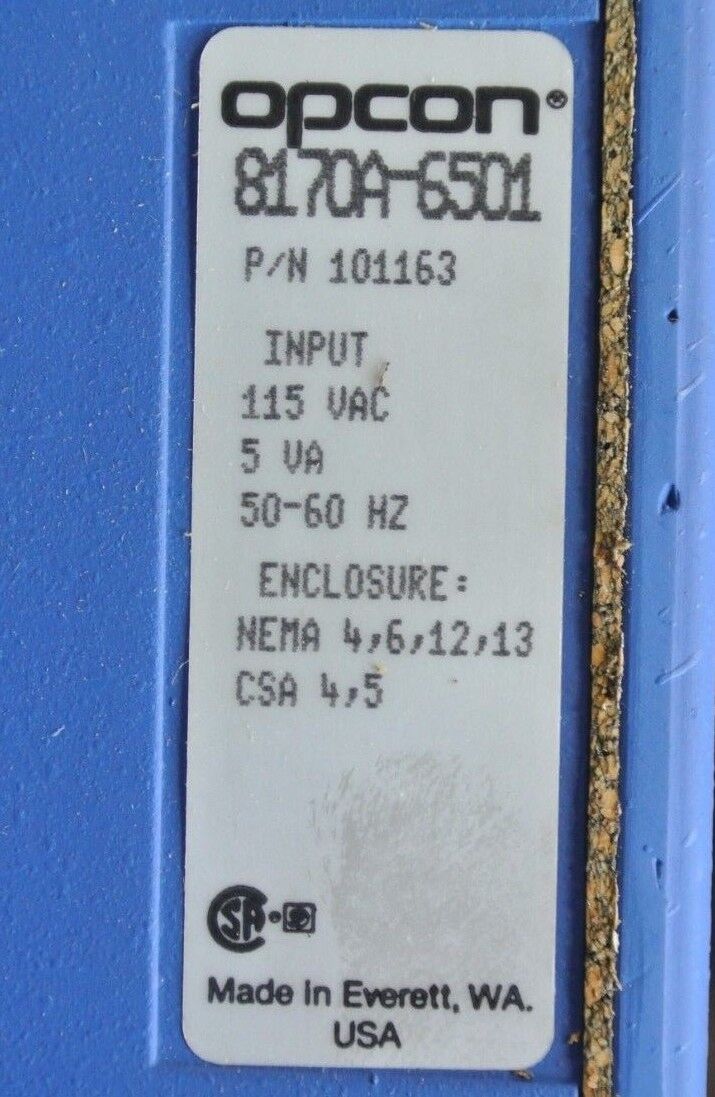 opcon®
8170A-6501
P/N 101163
INPUT
115 VAC
5 VA
50-60 HZ
ENCLOSURE:
NEMA 4,6,12,13
CSA 4,5
CSA
Made in Everett, WA.
USA